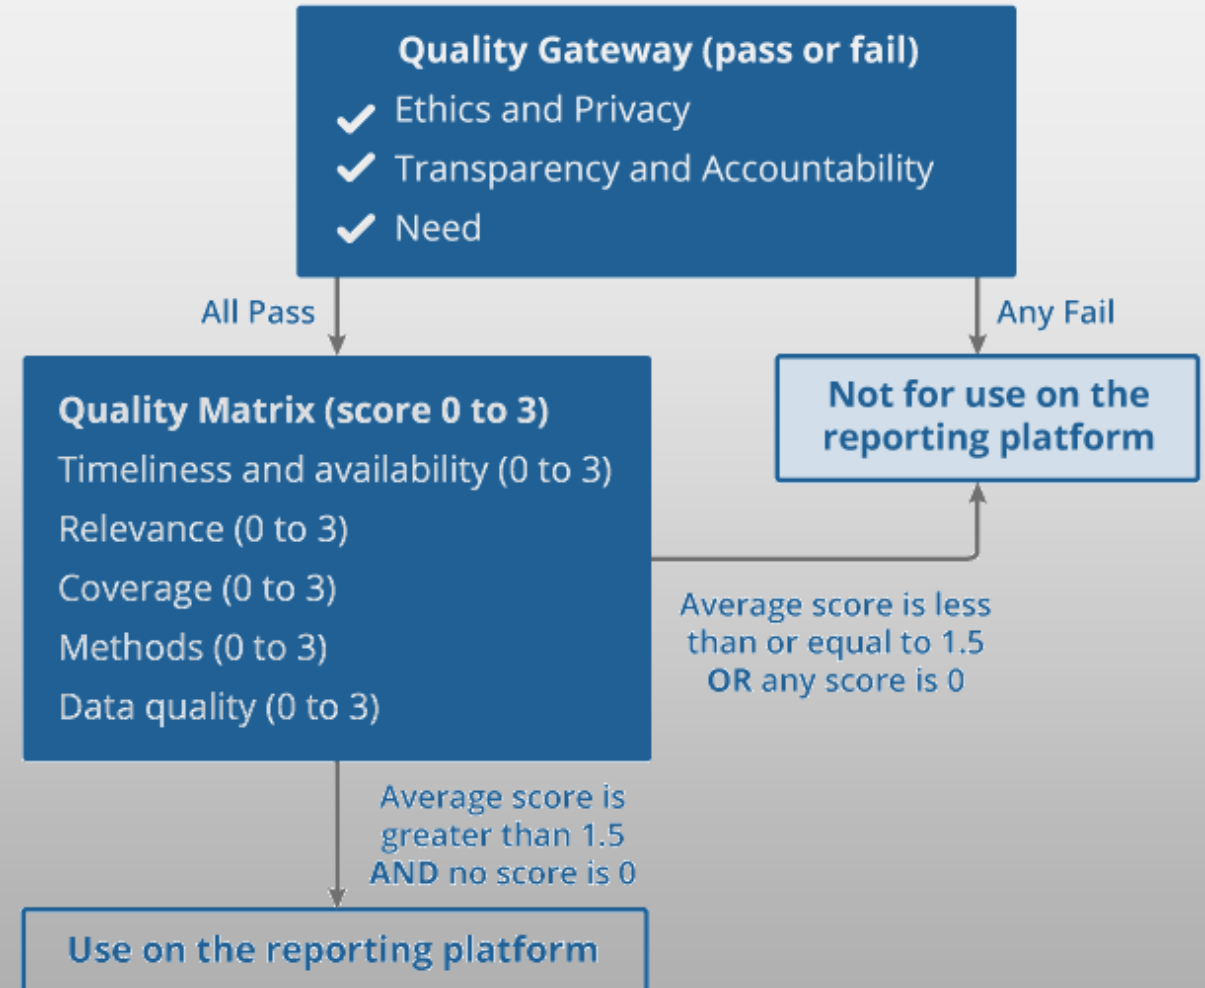 Quality Gateway (pass or fail)
Ethics and Privacy
Transparency and Accountability
Need
All Pass
Any Fail
Quality Matrix (score 0 to 3)
Timeliness and availability (0 to 3)
Relevance (0 to 3)
Coverage (0 to 3)
Methods (0 to 3)
Data quality (0 to 3)
Not for use on the
reporting platform
Average score is less
than or equal to 1.5
OR any score is 0
Average score is
greater than 1.5
AND no score is 0
Use on the reporting platform